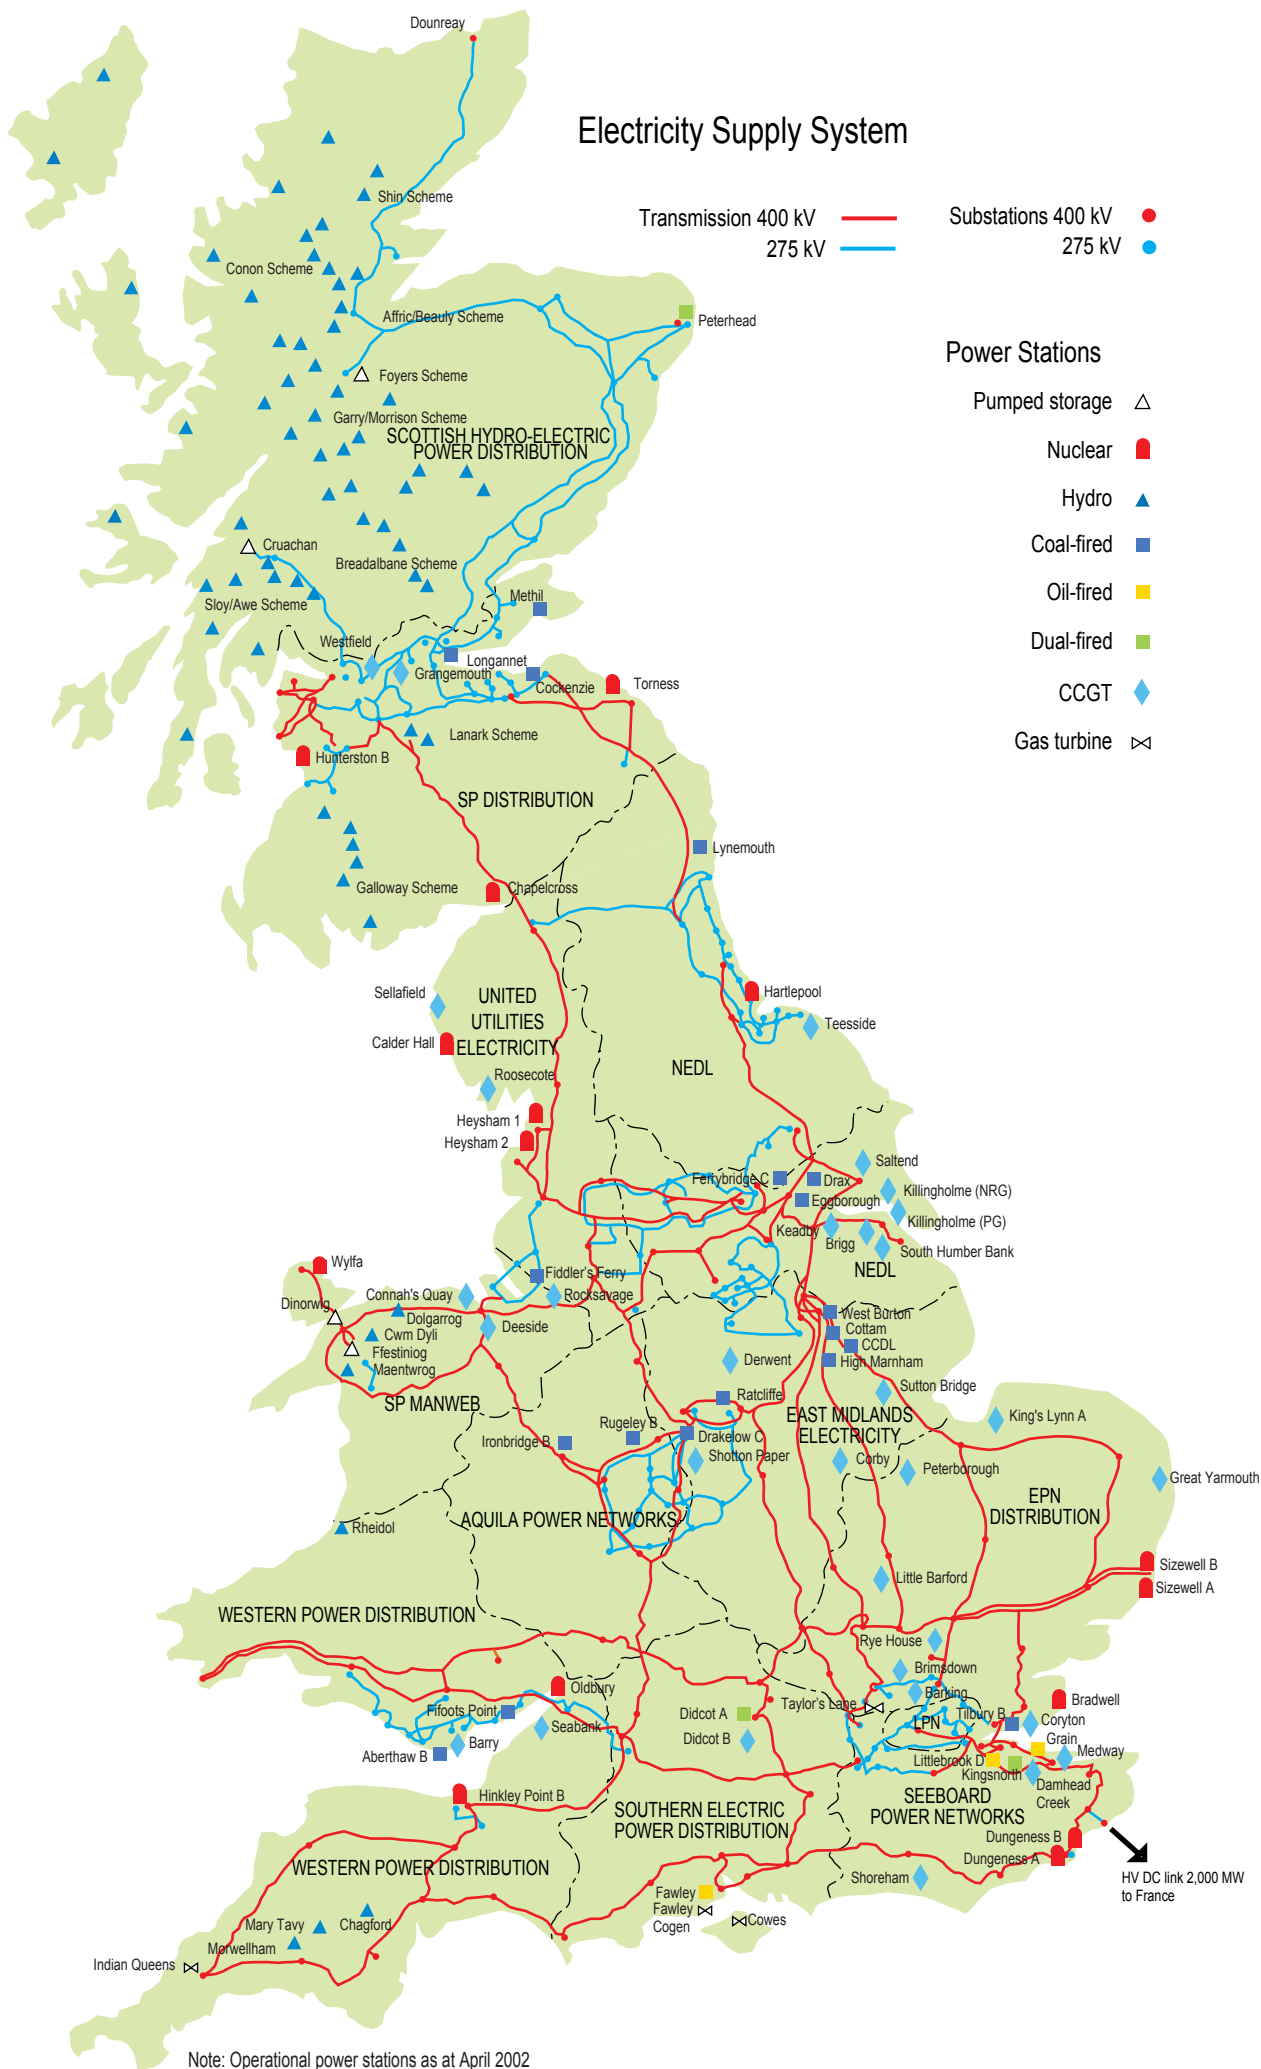 Dounreay
Electricity Supply System
Transmission 400 kV
275 kV
Substations 400 kV
275 kV
Power Stations
Pumped storage
Nuclear
Hydro
Coal-fired
Oil-fired
Dual-fired
CCGT
Gas turbine
Shin Scheme
Conon Scheme
Affric/Beauly Scheme
Peterhead
Foyers Scheme
Garry/Morrison Scheme
SCOTTISH HYDRO-ELECTRIC
POWER DISTRIBUTION
Cruachan
Breadalbane Scheme
Sloy/Awe Scheme
Methil
Westfield
Longannet
Grangemouth
Cockenzie
Torness
Lanark Scheme
Hunterston B
SP DISTRIBUTION
Lynemouth
Galloway Scheme
Chapelcross
Sellafield
UNITED
UTILITIES
ELECTRICITY
Hartlepool
Teesside
Calder Hall
NEDL
Roosecote
Heysham 1
Heysham 2
Saltend
Ferrybridge C
Drax
Killingholme (NRG)
Eggborough
Killingholme (PG)
Keadby
Brigg
South Humber Bank
NEDL
Wylfa
Fiddler's Ferry
Connah's Quay
Rocksavage
Dinorwig
Dolgarrog
Deeside
West Burton
Cottam
CCDL
High Marnham
Cwm Dyli
Ffestiniog
Maentwrog
Derwent
Sutton Bridge
SP MANWEB
Ratcliffe
EAST MIDLANDS
ELECTRICITY
King's Lynn A
Rugeley B
Ironbridge B
Drakelow C
Shotton Paper
Corby
Peterborough
Great Yarmouth
EPN
DISTRIBUTION
AQUILA POWER NETWORKS
Rheidol
Sizewell B
Sizewell A
Little Barford
WESTERN POWER DISTRIBUTION
Rye House
Brimsdown
Oldbury
Taylor's Lane
Barking
Bradwell
Fifoots Point
Didcot A
LPN
Tilbury B
Coryton
Seabank
Didcot B
Grain
Medway
Barry
Aberthaw B
Littlebrook D
Kingsnorth
Damhead
Creek
Hinkley Point B
SOUTHERN ELECTRIC
POWER DISTRIBUTION
SEEBOARD
POWER NETWORKS
Dungeness B
Dungeness A
HV DC link 2,000 MW
to France
WESTERN POWER DISTRIBUTION
Shoreham
Fawley
Fawley
Cogen
Cowes
Mary Tavy
Chagford
Morwellham
Indian Queens
Note: Operational power stations as at April 2002